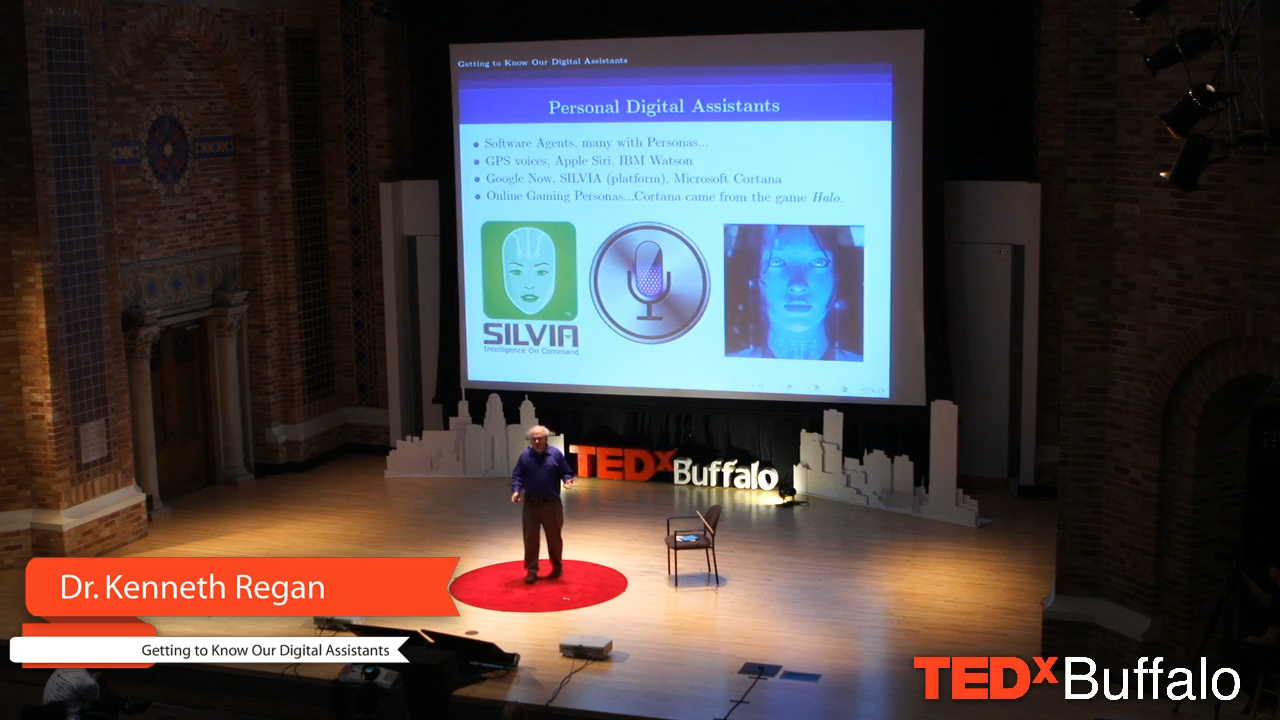 Getting to Know Our Digital Assistants
Personal Digital Assistants
Software Agents, many with Personas...
GPS voices, Apple Siri, IBM Watson
Google Now, SILVIA (platform), Microsoft Cortana
Online Gaming Personas...Cortana came from the game Halo.
SILVIA
Intelligence On Command
TEDxBuffalo
Dr. Kenneth Regan
Getting to Know Our Digital Assistants
TEDxBuffalo